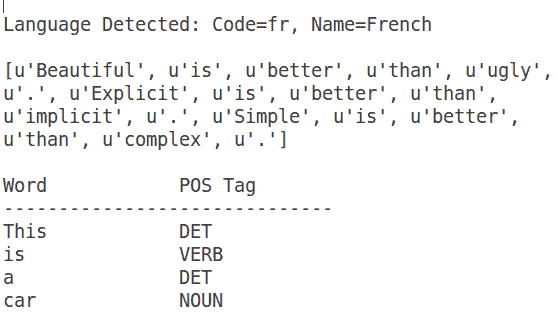 Language Detected: Code=fr, Name=French
[u'Beautiful', u'is', u'better', u'than', u'ugly',
u'.', u'Explicit', u'is', u'better', u'than',
u'implicit', u'.', u'Simple', u'is', u'better',
u'than', u'complex', u'.']
Word POS Tag
------------------------------
This DET
is VERB
a DET
car NOUN